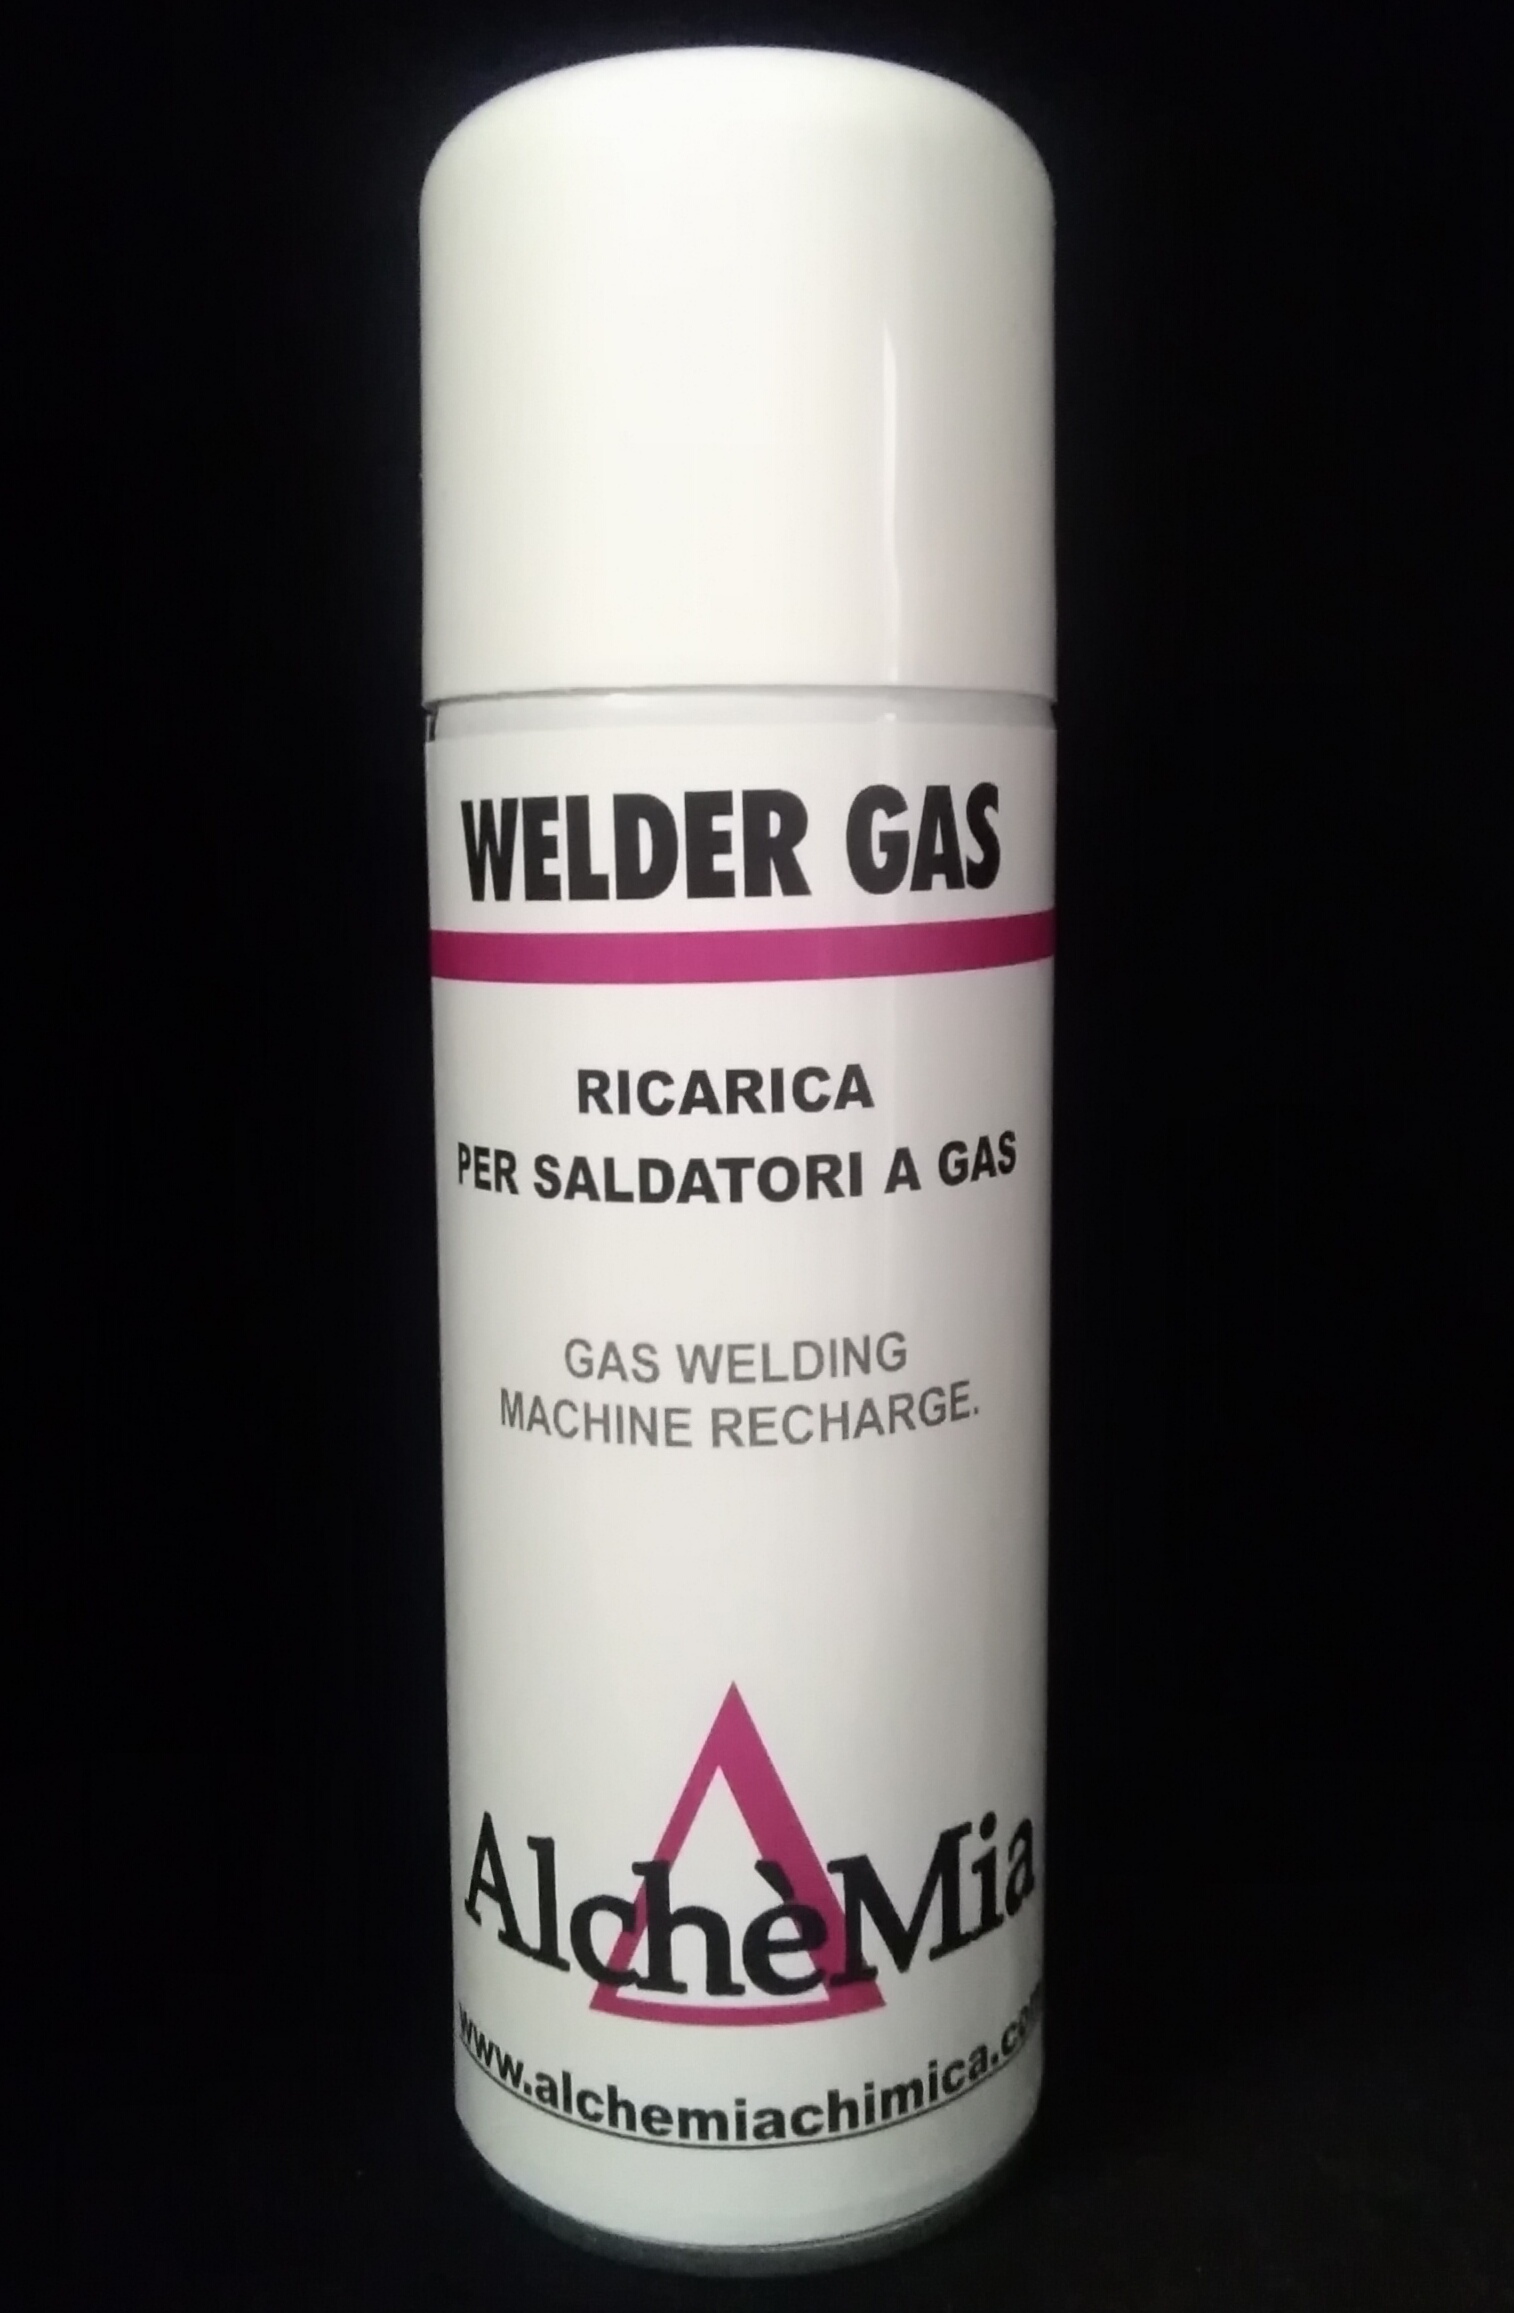 WELDER GAS
RICARICA
PER SALDATORI A GAS
GAS WELDING
MACHINE RECHARGE.
AlchèMia
www.alchemiachimica.com